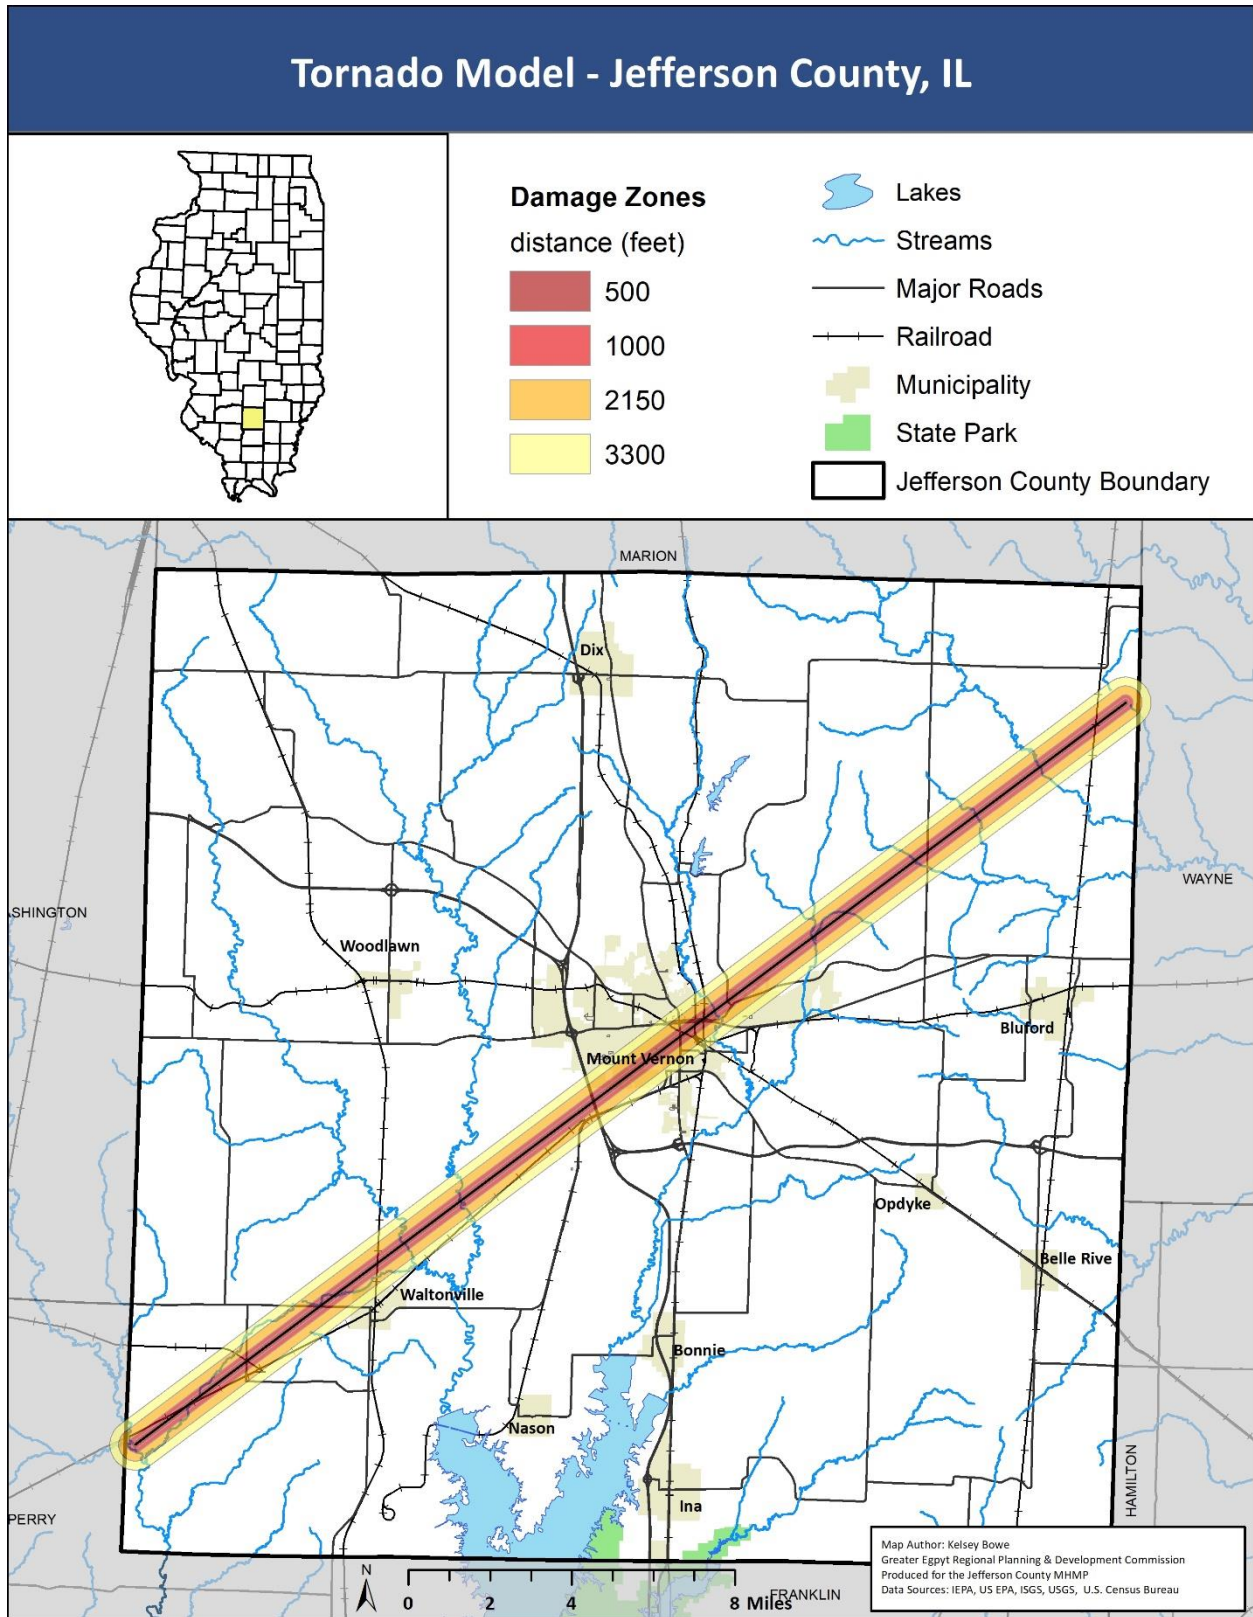 Tornado Model - Jefferson County, IL
Damage Zones
distance (feet)
500
1000
2150
3300
Lakes
Streams
Major Roads
Railroad
Municipality
State Park
Jefferson County Boundary
MARION
Dix
WAYNE
SHINGTON
Woodlawn
Bluford
Mount Vernon
Opdyke
Belle Rive
Waltonville
Bonnie
Nason
Ina
HAMILTON
PERRY
FRANKLIN
N
0 2 4 8 Miles
Map Author: Kelsey Bowe
Greater Egypt Regional Planning & Development Commission
Produced for the Jefferson County MHMP
Data Sources: IEPA, US EPA, ISGS, USGS, U.S. Census Bureau